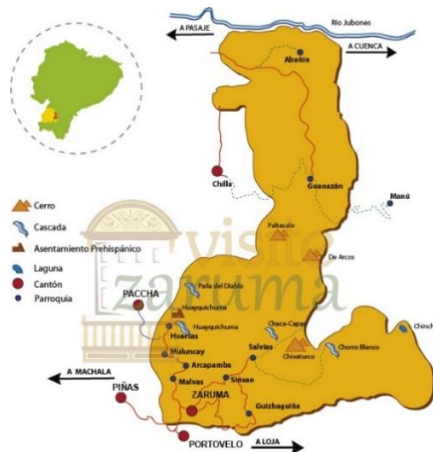 Río Jubones
A PASAJE
A CUENCA
Abañín
Chilla
Guanazán
Manú
Cerro
Cascada
Asentamiento Prehispánico
Laguna
Cantón
Parroquia
visite
zaruma
Paltacalo
De Arcos
Paila del Diablo
PACCHA
Huayquichuma
Huayquichuma
Huertas
Chaca-Capac
Chinchi
Salvias
Chivaturco
Chorro Blanco
Muluncay
Arcapamba
A MACHALA
Malvas
Sinsao
PIÑAS
ZARUMA
Guizhaguiña
PORTOVELO
A LOJA